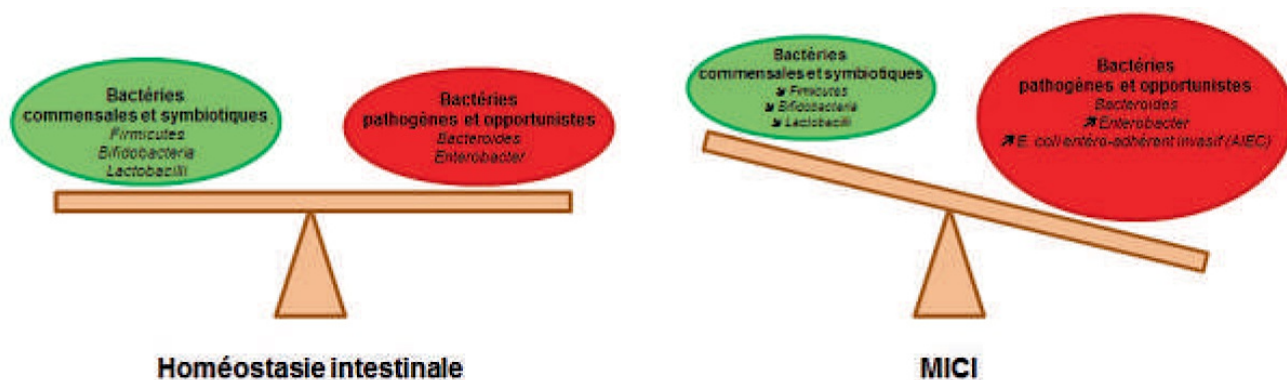 Bactéries
commensales et symbiotiques
Firmicutes
Bifidobacteria
Lactobacilli
Bactéries
pathogènes et opportunistes
Bacteroides
Enterobacter
Homéostasie intestinale
Bactéries
commensales et symbiotiques
↘ Firmicutes
↘ Bifidobacteria
↘ Lactobacilli
Bactéries
pathogènes et opportunistes
Bacteroides
↗ Enterobacter
↗ E. coli entéro-adhérent invasif (AIEC)
MICI